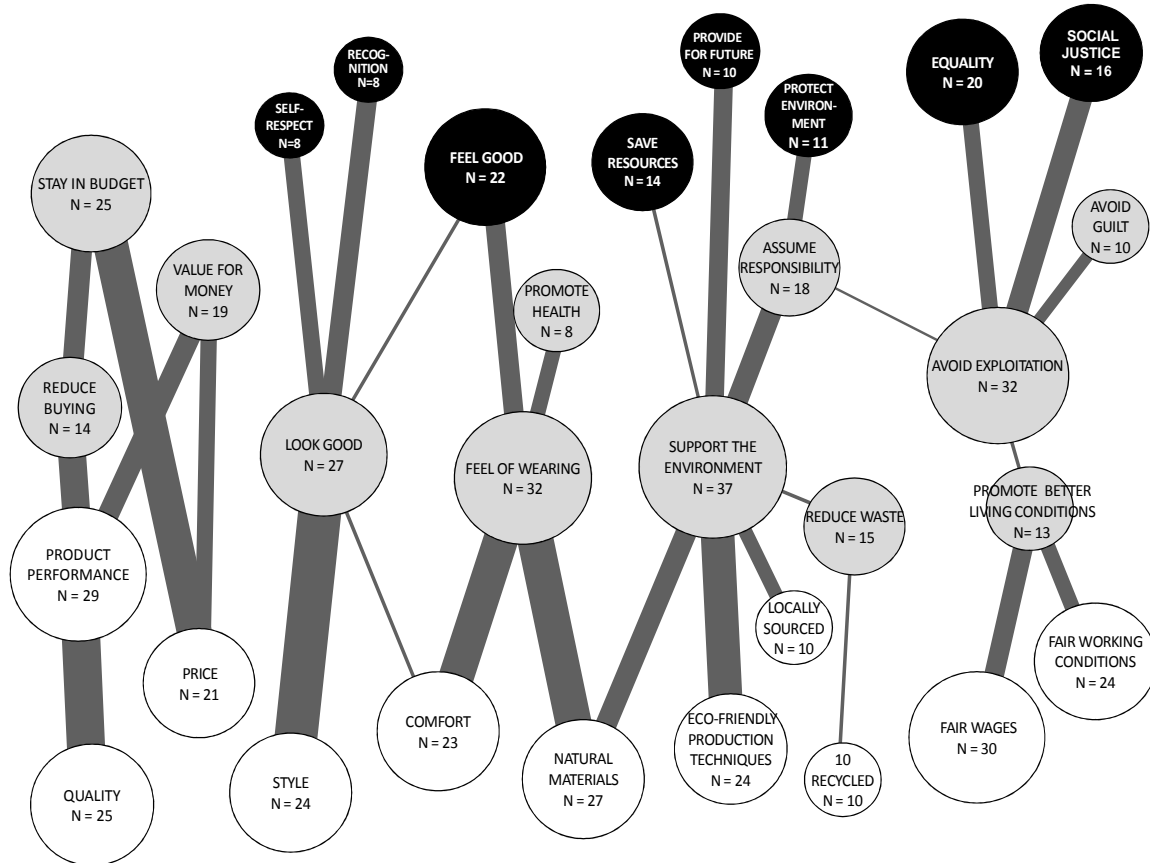 RECOG-
NITION
N=8
SELF-
RESPECT
N=8
FEEL GOOD
N = 22
PROVIDE
FOR FUTURE
N = 10
PROTECT
ENVIRON-
MENT
N = 11
SAVE
RESOURCES
N = 14
EQUALITY
N = 20
SOCIAL
JUSTICE
N = 16
STAY IN BUDGET
N = 25
VALUE FOR
MONEY
N = 19
PROMOTE
HEALTH
N = 8
ASSUME
RESPONSIBILITY
N = 18
AVOID
GUILT
N = 10
REDUCE
BUYING
N = 14
LOOK GOOD
N = 27
FEEL OF WEARING
N = 32
SUPPORT THE
ENVIRONMENT
N = 37
AVOID EXPLOITATION
N = 32
REDUCE WASTE
N = 15
PROMOTE BETTER
LIVING CONDITIONS
N= 13
PRODUCT
PERFORMANCE
N = 29
PRICE
N = 21
LOCALLY
SOURCED
N = 10
FAIR WORKING
CONDITIONS
N = 24
QUALITY
N = 25
STYLE
N = 24
COMFORT
N = 23
NATURAL
MATERIALS
N = 27
ECO-FRIENDLY
PRODUCTION
TECHNIQUES
N = 24
10
RECYCLED
N = 10
FAIR WAGES
N = 30